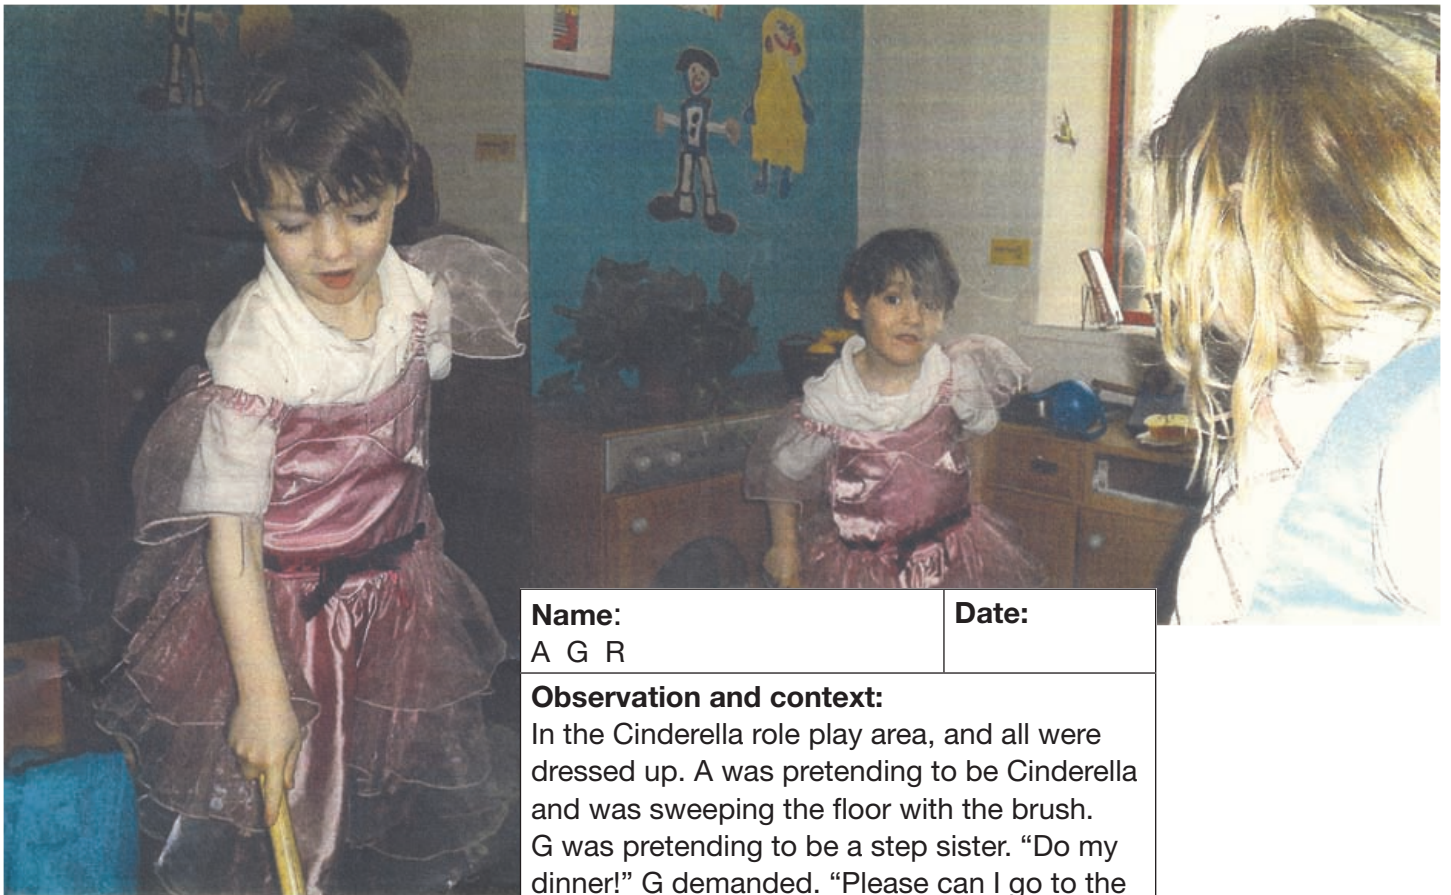 Name:
A G R
Date:
Observation and context:
In the Cinderella role play area, and all were
dressed up. A was pretending to be Cinderella
and was sweeping the floor with the brush.
G was pretending to be a step sister. “Do my
dinner!” G demanded. “Please can I go to the